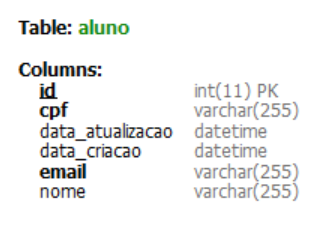 Table: aluno
Columns:
id int(11) PK
cpf varchar(255)
data_atualizacao datetime
data_criacao datetime
email varchar(255)
nome varchar(255)